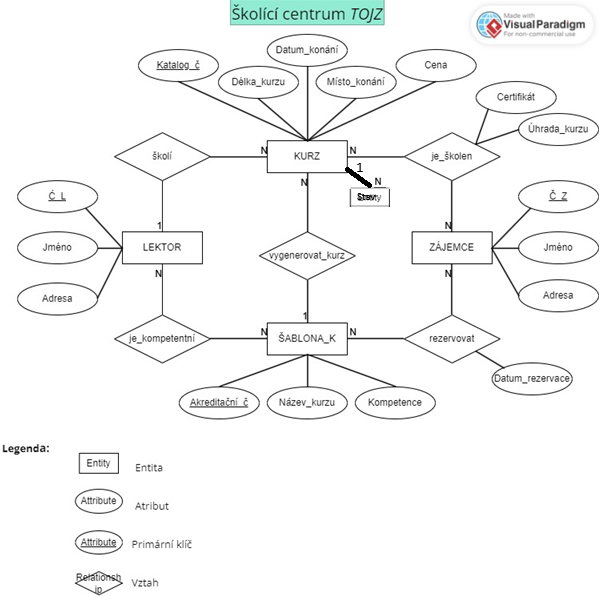 Školící centrum TOJZ
Made with
Visual Paradigm
For non-commercial use
Datum_konání
Katalog_č
Délka_kurzu
Místo_konání
Cena
Certifikát
Úhrada_kurzu
školí
N
KURZ
N
je_školen
1
N
N
Č_L
1
N
Č_Z
Jméno
LEKTOR
vygenerovat_kurz
ZÁJEMCE
Jméno
N
N
Adresa
Adresa
1
je_kompetentní
N
ŠABLONA_K
N
rezervovat
Datum_rezervace
Akreditační_č
Název_kurzu
Kompetence
Legenda:
Entity
Entita
Attribute
Atribut
Attribute
Primární klíč
Relationsh
ip
Vztah